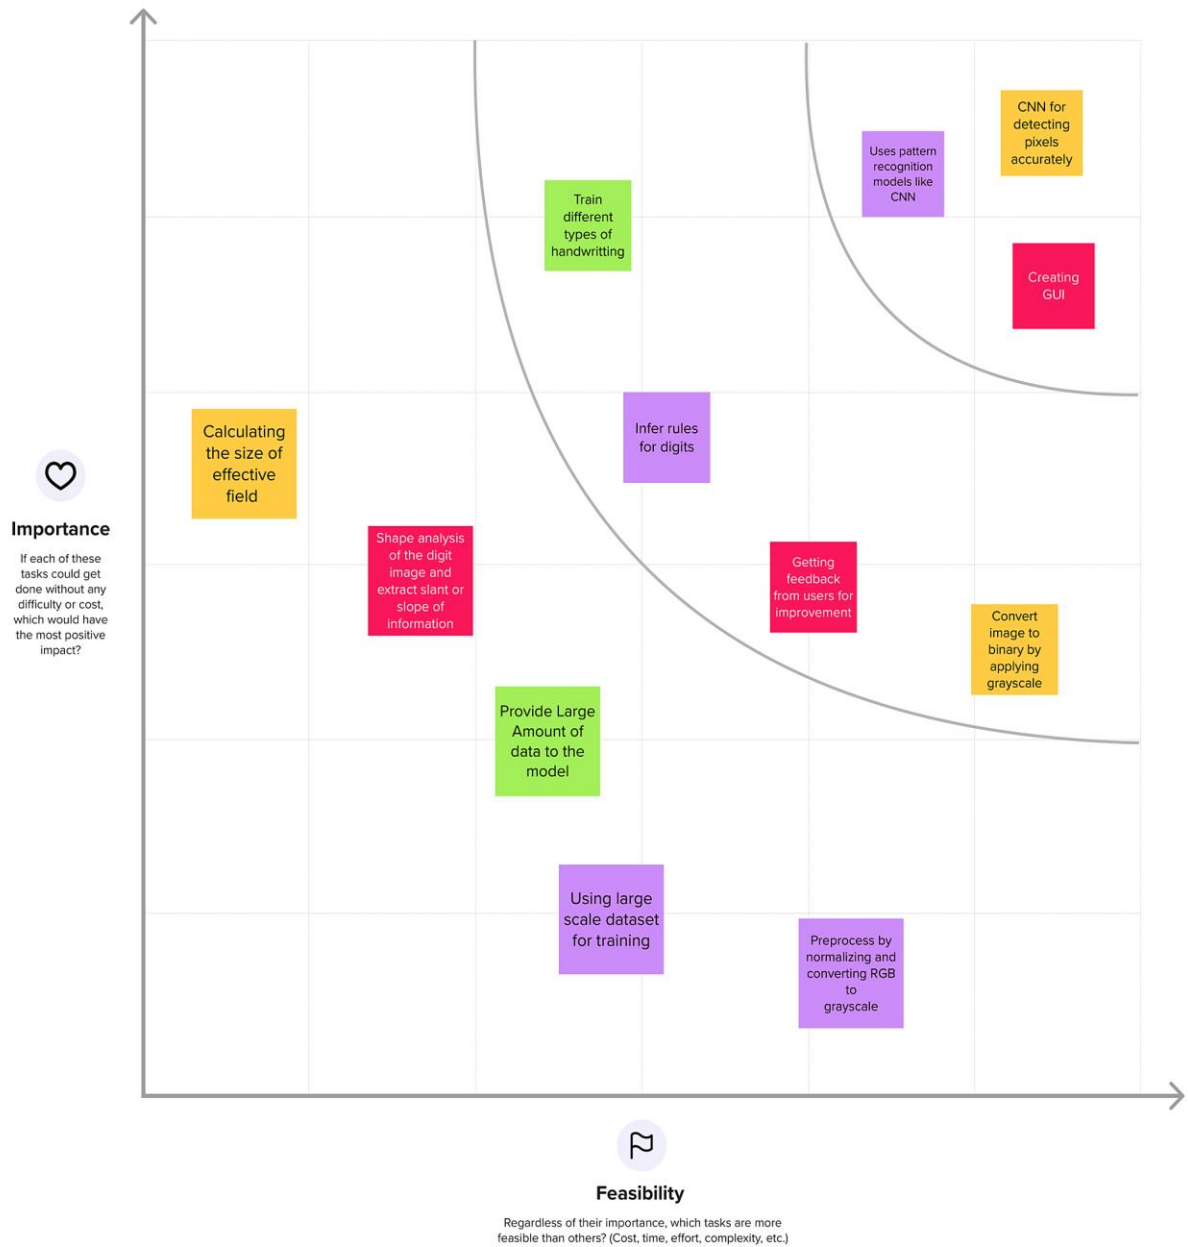 CNN for
detecting
pixels
accurately
Uses pattern
recognition
models like
CNN
Train
different
types of
handwritting
Creating
GUI
Infer rules
for digits
Calculating
the size of
effective
field
Importance
If each of these
tasks could get
done without any
difficulty or cost,
which would have
the most positive
impact?
Shape analysis
of the digit
image and
extract slant or
slope of
information
Getting
feedback
from users for
improvement
Convert
image to
binary by
applying
grayscale
Provide Large
Amount of
data to the
model
Using large
scale dataset
for training
Preprocess by
normalizing and
converting RGB
to
grayscale
Feasibility
Regardless of their importance, which tasks are more
feasible than others? (Cost, time, effort, complexity, etc.)